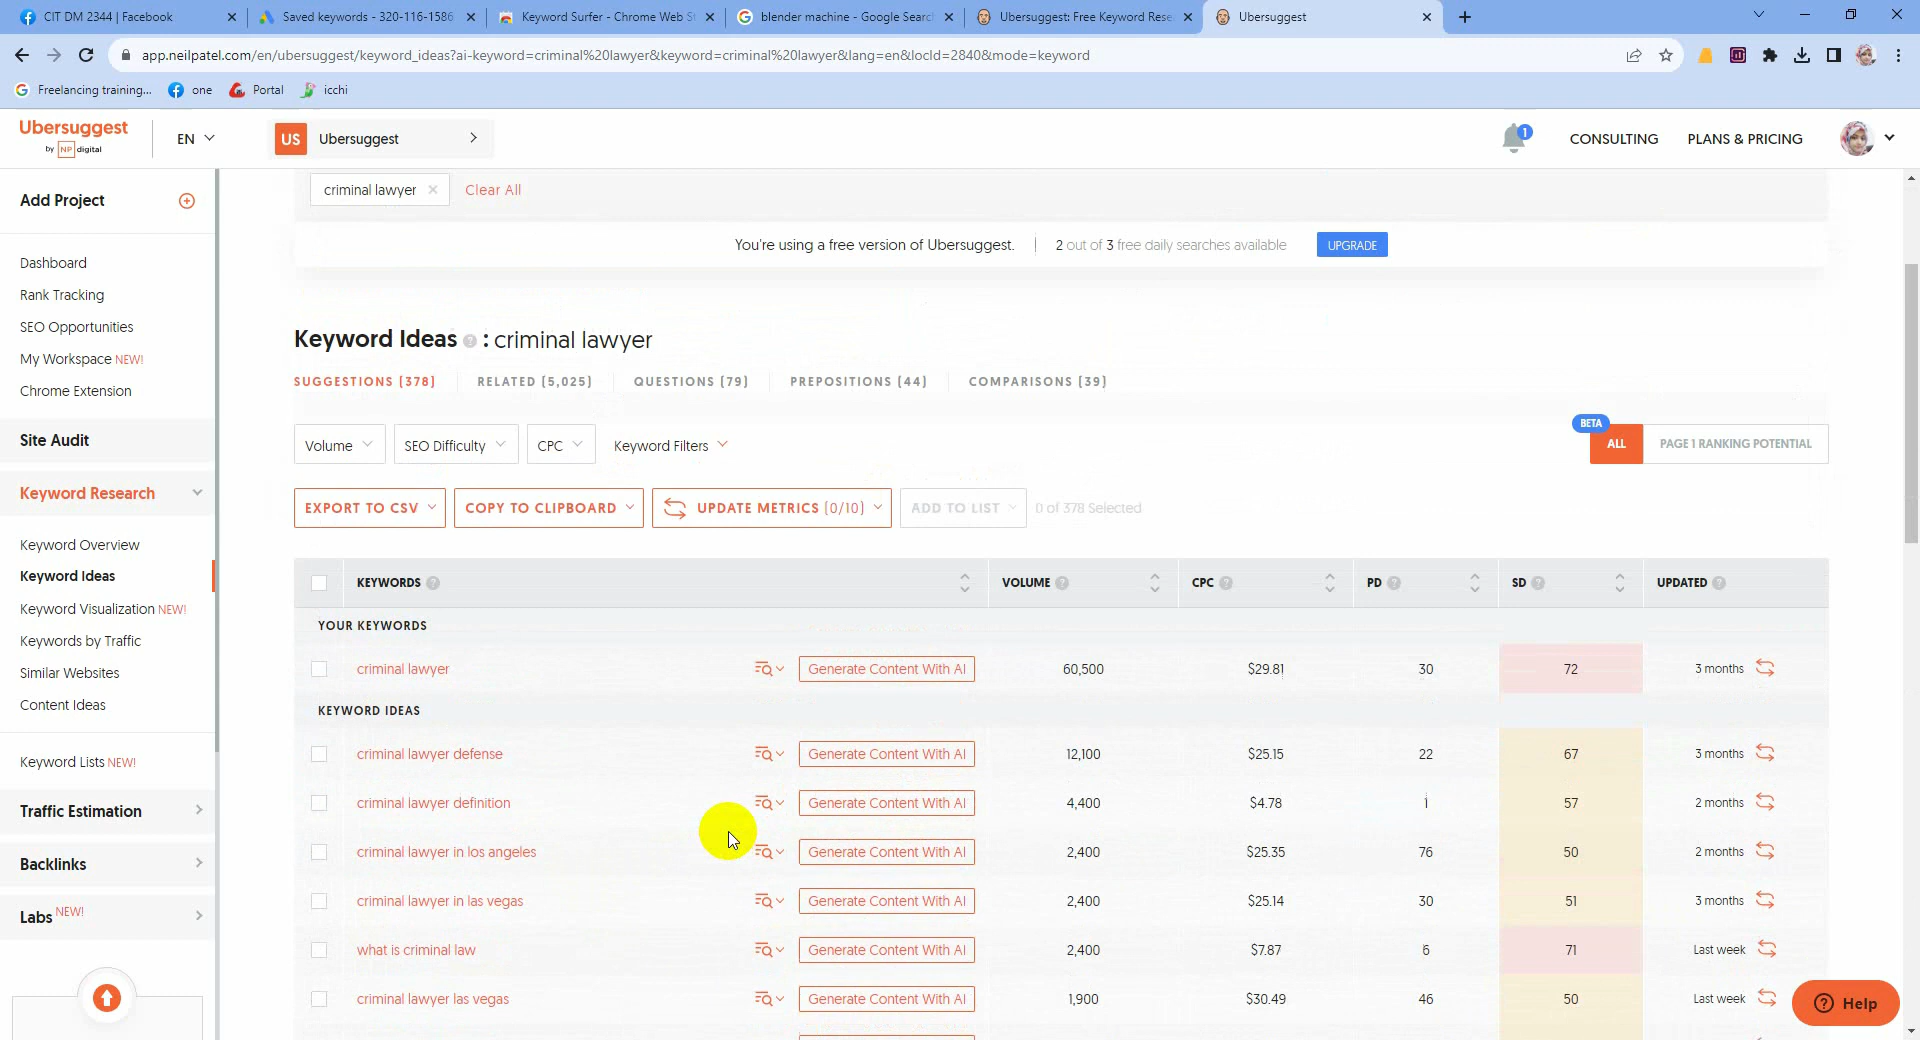 CIT DM 2344 | Facebook
Saved keywords - 320-116-1586
Keyword Surfer - Chrome Web St
blender machine - Google Search
Ubersuggest: Free Keyword Rese
Ubersuggest
app.neilpatel.com/en/ubersuggest/keyword_ideas?ai-keyword=criminal%20lawyer&keyword=criminal%20lawyer&lang=en&locId=2840&mode=keyword
Freelancing training...
one
Portal
icchi
Ubersuggest
by NP digital
EN
US Ubersuggest
1
CONSULTING
PLANS & PRICING
Add Project
Dashboard
Rank Tracking
SEO Opportunities
My Workspace NEW!
Chrome Extension
Site Audit
Keyword Research
Keyword Overview
Keyword Ideas
Keyword Visualization NEW!
Keywords by Traffic
Similar Websites
Content Ideas
Keyword Lists NEW!
Traffic Estimation
Backlinks
Labs NEW!
criminal lawyer
Clear All
You're using a free version of Ubersuggest. 2 out of 3 free daily searches available UPGRADE
Keyword Ideas ? : criminal lawyer
SUGGESTIONS (378) RELATED (5,025) QUESTIONS (79) PREPOSITIONS (44) COMPARISONS (39)
Volume SEO Difficulty CPC Keyword Filters
BETA
ALL PAGE 1 RANKING POTENTIAL
EXPORT TO CSV COPY TO CLIPBOARD UPDATE METRICS (0/10) ADD TO LIST 0 of 378 Selected
KEYWORDS ? VOLUME ? CPC ? PD ? SD ? UPDATED ?
YOUR KEYWORDS
criminal lawyer Generate Content With AI 60,500 $29.81 30 72 3 months
KEYWORD IDEAS
criminal lawyer defense Generate Content With AI 12,100 $25.15 22 67 3 months
criminal lawyer definition Generate Content With AI 4,400 $4.78 1 57 2 months
criminal lawyer in los angeles Generate Content With AI 2,400 $25.35 76 50 2 months
criminal lawyer in las vegas Generate Content With AI 2,400 $25.14 30 51 3 months
what is criminal law Generate Content With AI 2,400 $7.87 6 71 Last week
criminal lawyer las vegas Generate Content With AI 1,900 $30.49 46 50 Last week
? Help